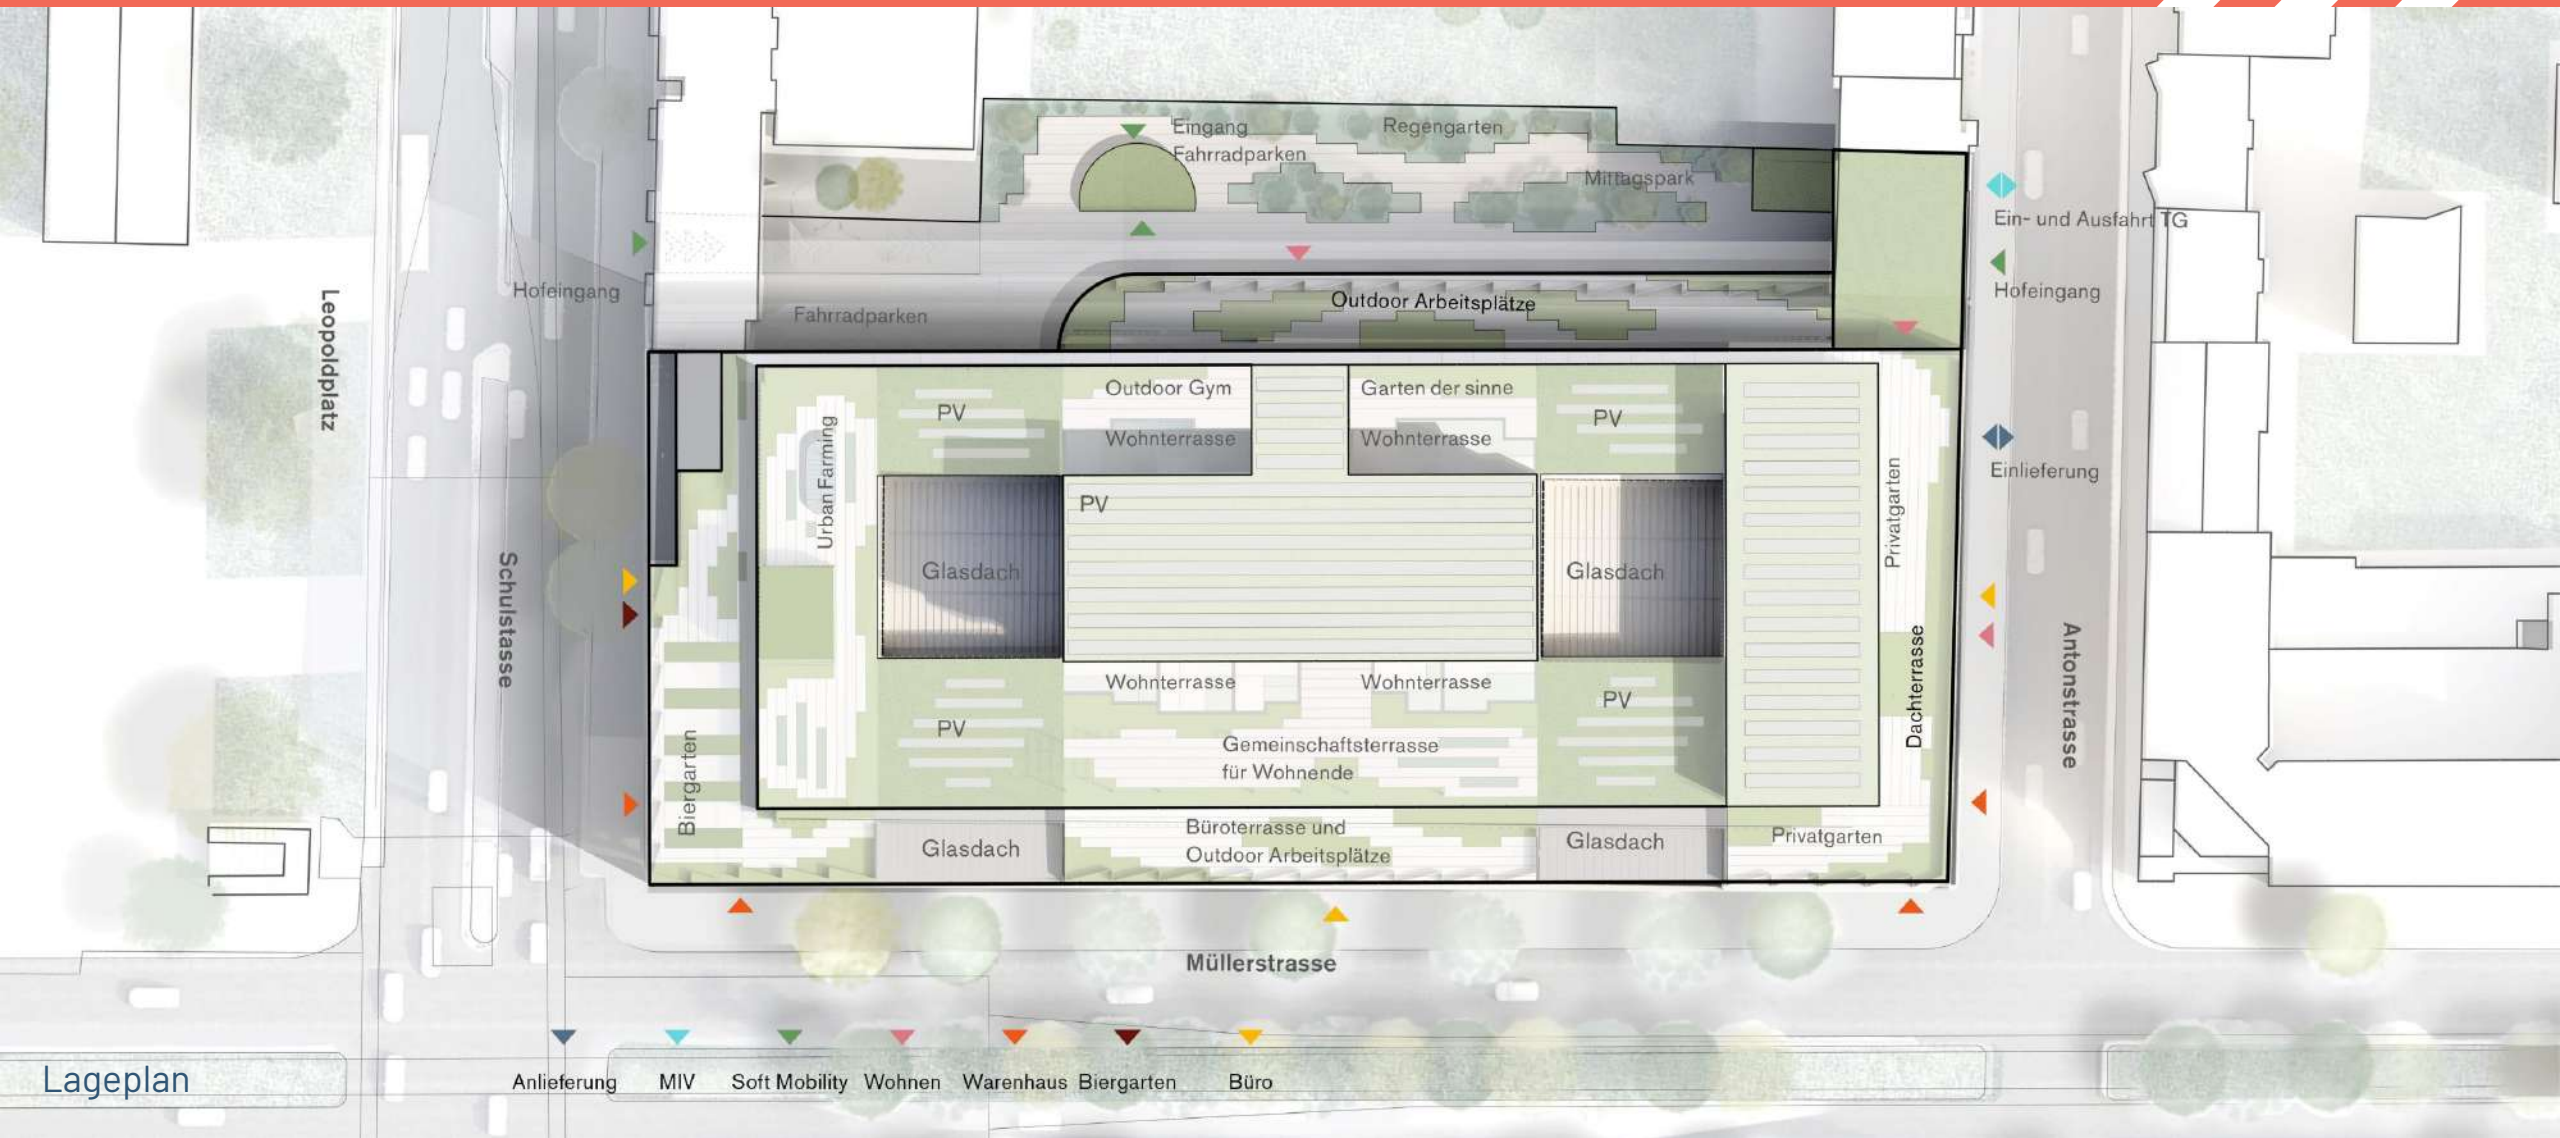 Eingang
Fahrradparken
Regengarten
Mittagspark
Ein- und Ausfahrt TG
Hofeingang
Hofeingang
Fahrradparken
Outdoor Arbeitsplätze
Leopoldplatz
Schulstasse
Outdoor Gym
Garten der sinne
PV
PV
Wohnterrasse
Wohnterrasse
Urban Farming
Einlieferung
Privatgarten
PV
Glasdach
Glasdach
Antonstrasse
Dachterrasse
Wohnterrasse
Wohnterrasse
PV
PV
Gemeinschaftsterrasse
für Wohnende
Biergarten
Büroterrasse und
Outdoor Arbeitsplätze
Glasdach
Glasdach
Privatgarten
Müllerstrasse
Lageplan
Anlieferung
MIV
Soft Mobility
Wohnen
Warenhaus
Biergarten
Büro